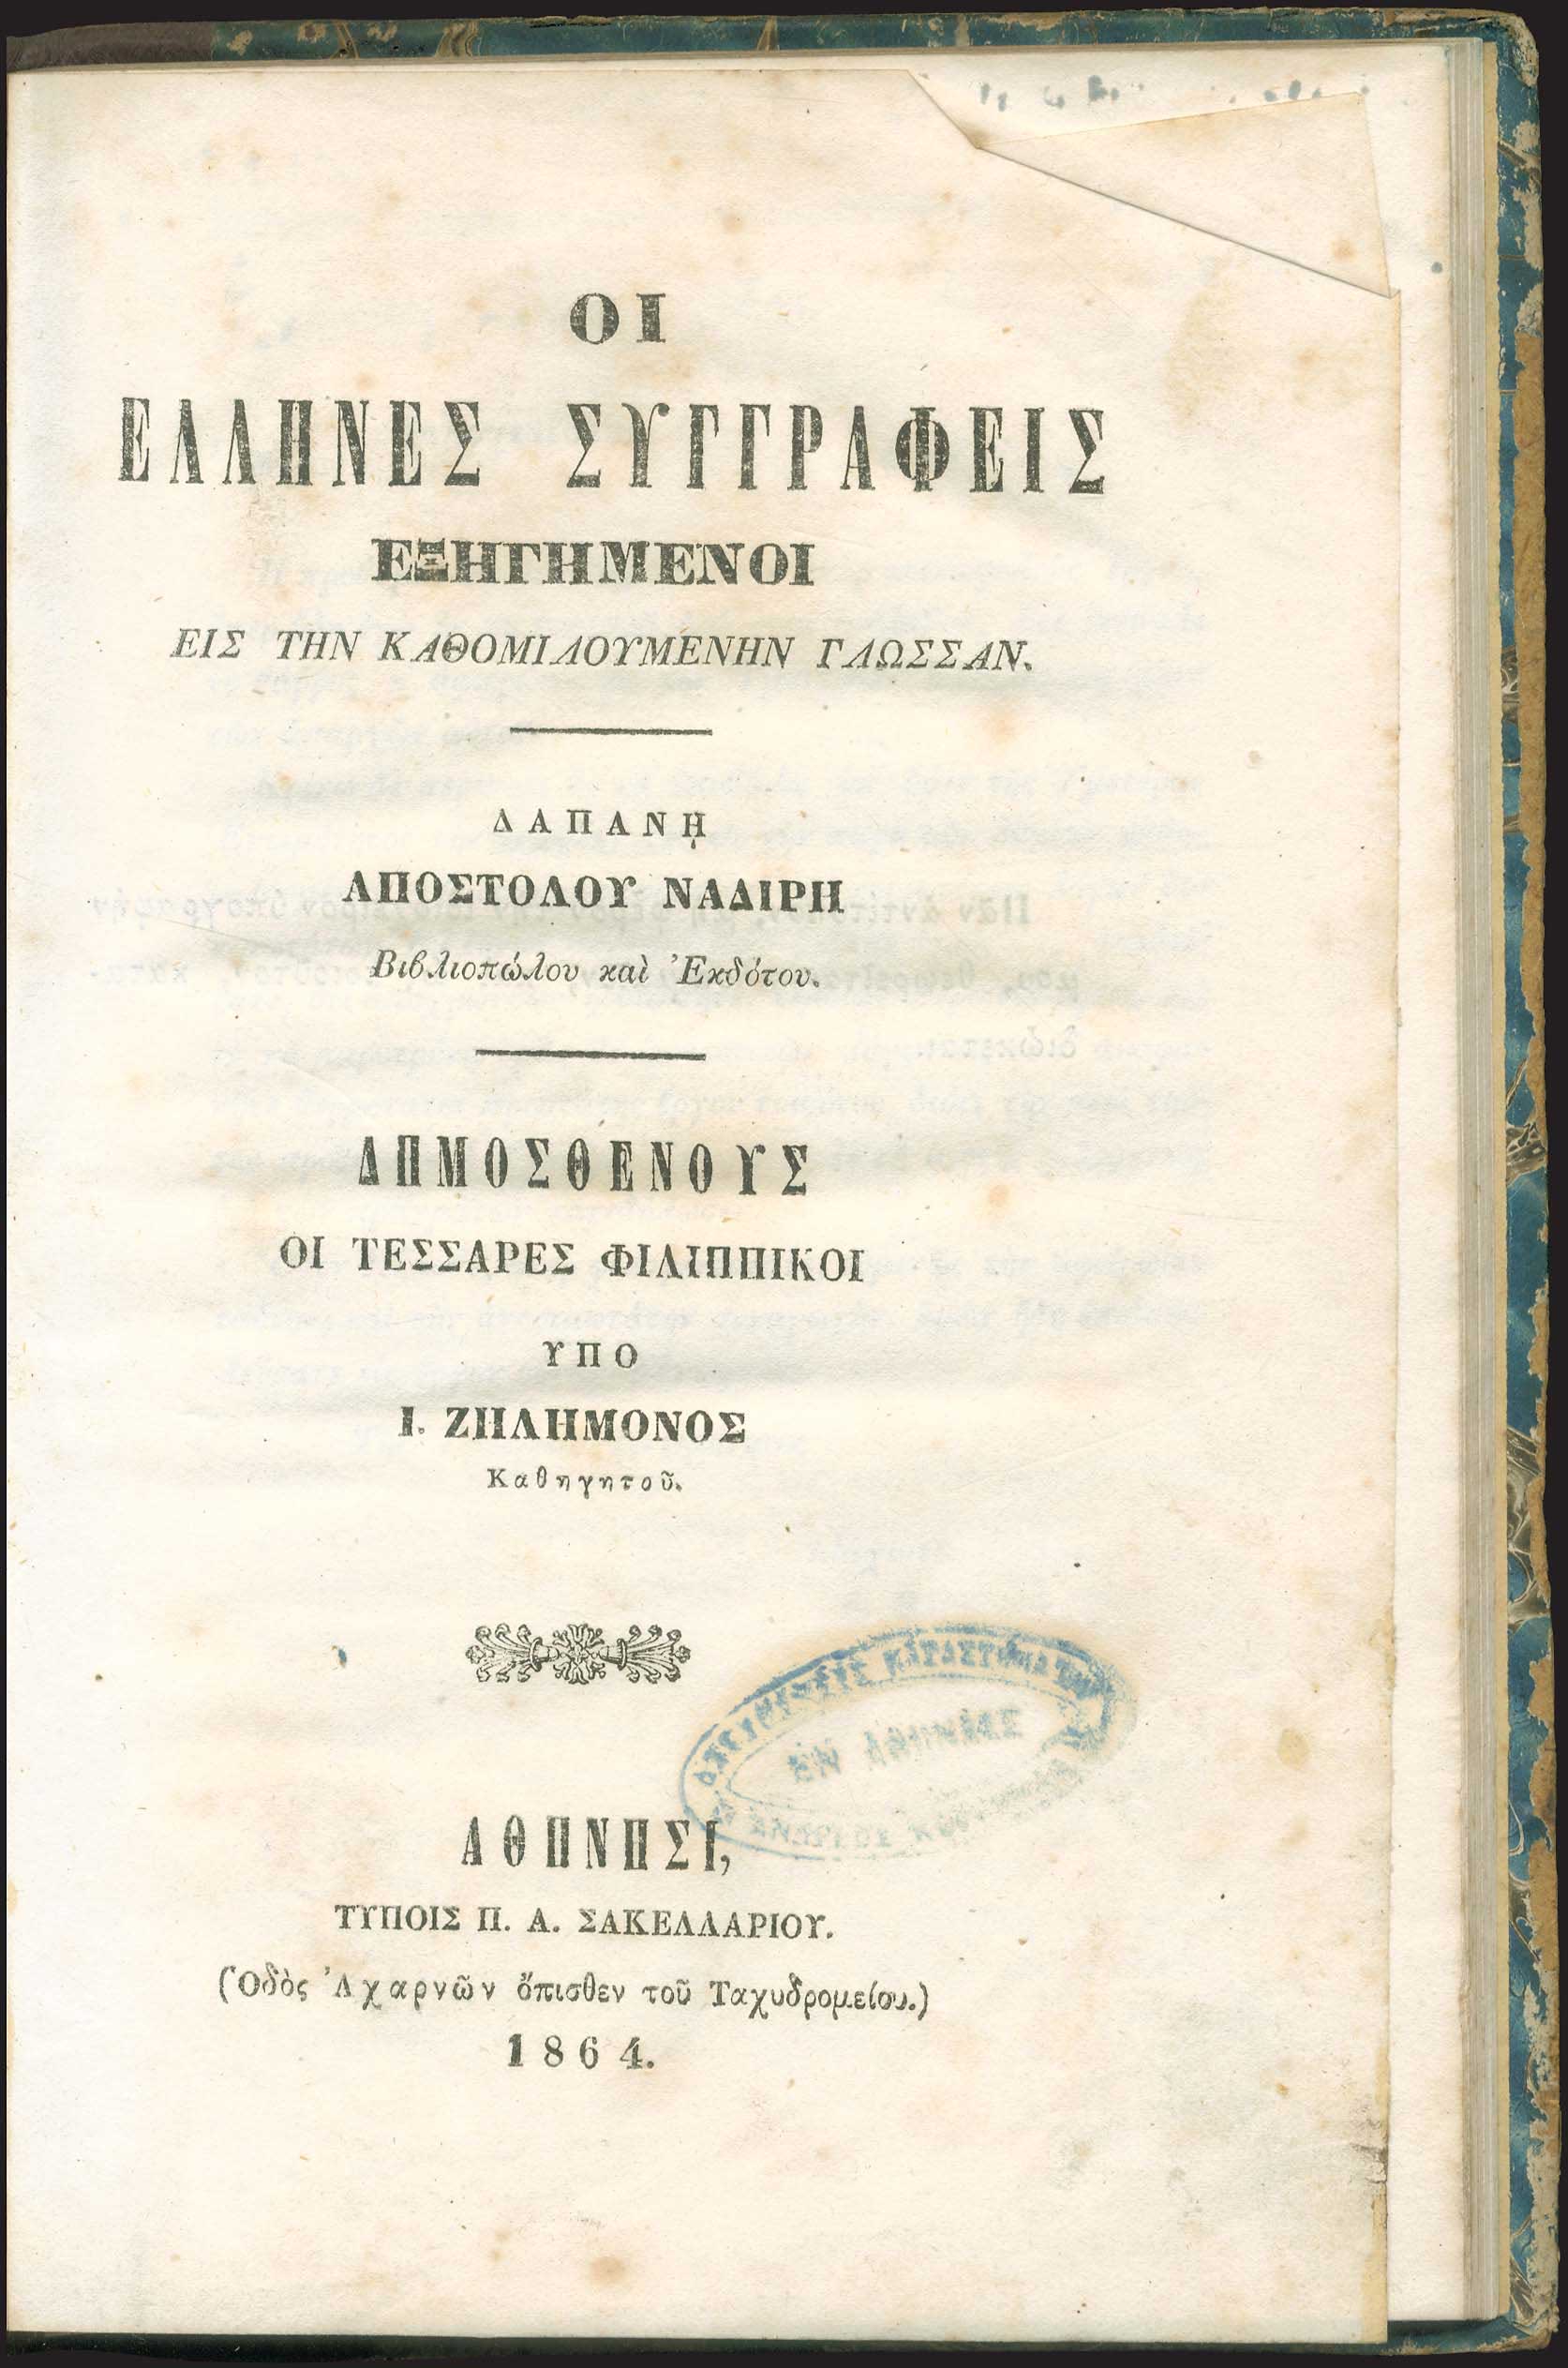 ΟΙ
ΕΛΛΗΝΕΣ ΣΥΓΓΡΑΦΕΙΣ
ΕΞΗΓΗΜΕΝΟΙ
ΕΙΣ ΤΗΝ ΚΑΘΟΜΙΛΟΥΜΕΝΗΝ ΓΛΩΣΣΑΝ.
ΔΑΠΑΝῌ
ΑΠΟΣΤΟΛΟΥ ΝΑΔΙΡΗ
Βιβλιοπώλου καὶ Ἐκδότου.
ΔΗΜΟΣΘΕΝΟΥΣ
ΟΙ ΤΕΣΣΑΡΕΣ ΦΙΛΙΠΠΙΚΟΙ
ΥΠΟ
Ι. ΖΗΛΗΜΟΝΟΣ
Καθηγητοῦ.
ΕΝ
ΑΘΗΝΗΣΙ,
ΤΥΠΟΙΣ Π. Α. ΣΑΚΕΛΛΑΡΙΟΥ.
(Ὁδὸς Ἀχαρνῶν ὄπισθεν τοῦ Ταχυδρομείου.)
1864.